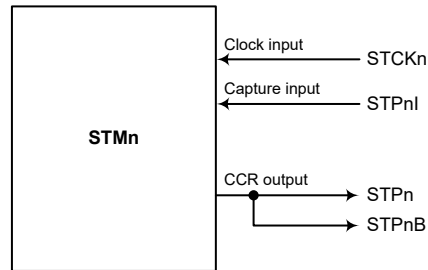 Clock input
STCKn
Capture input
STPnI
STMn
CCR output
STPn
STPnB